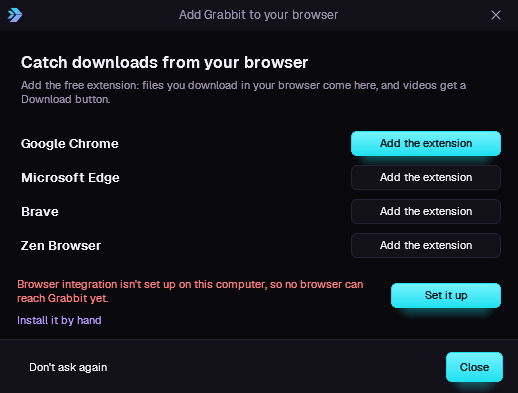 Add Grabbit to your browser
Catch downloads from your browser
Add the free extension: files you download in your browser come here, and videos get a
Download button.
Google Chrome
Add the extension
Microsoft Edge
Add the extension
Brave
Add the extension
Zen Browser
Add the extension
Browser integration isn't set up on this computer, so no browser can
reach Grabbit yet.
Set it up
Install it by hand
Don't ask again
Close